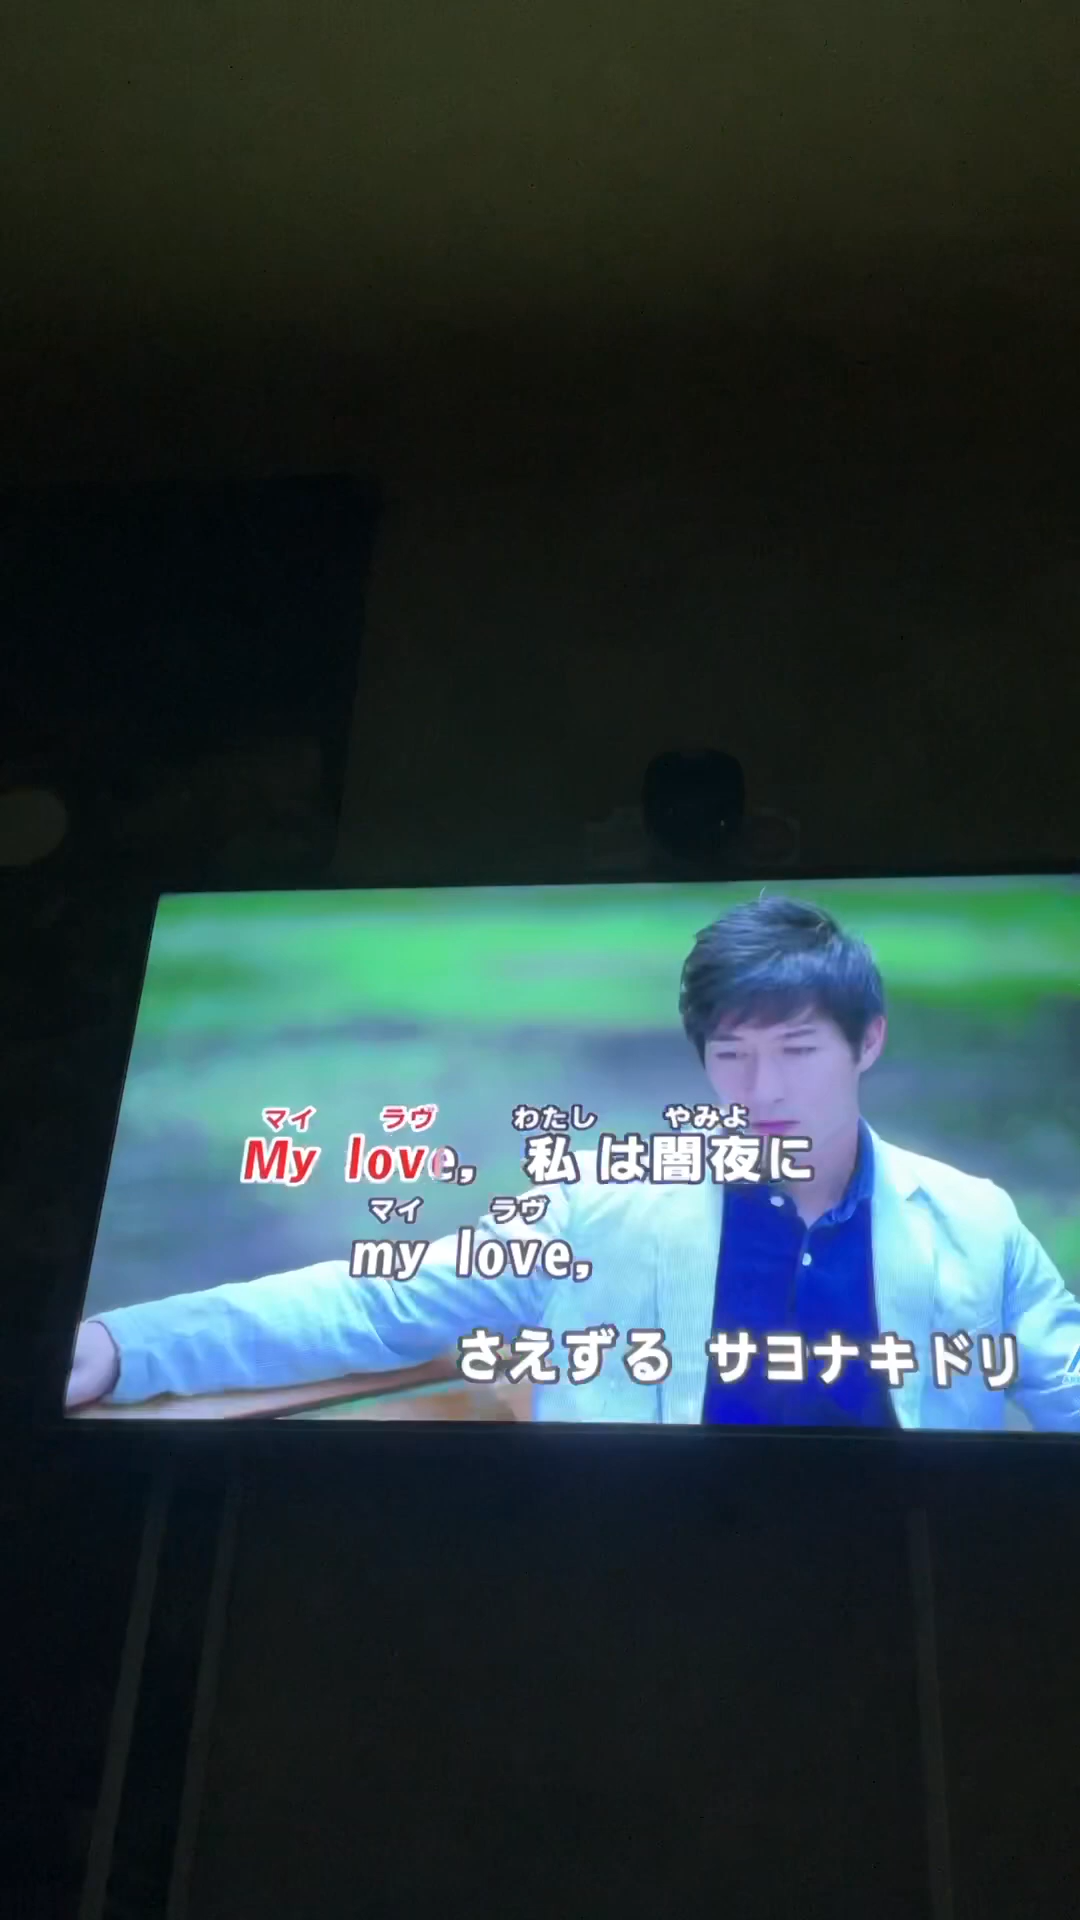 マイ ラヴ わたし やみよ
My love, 私は闇夜に
マイ ラヴ
my love,
さえずる サヨナキドリ